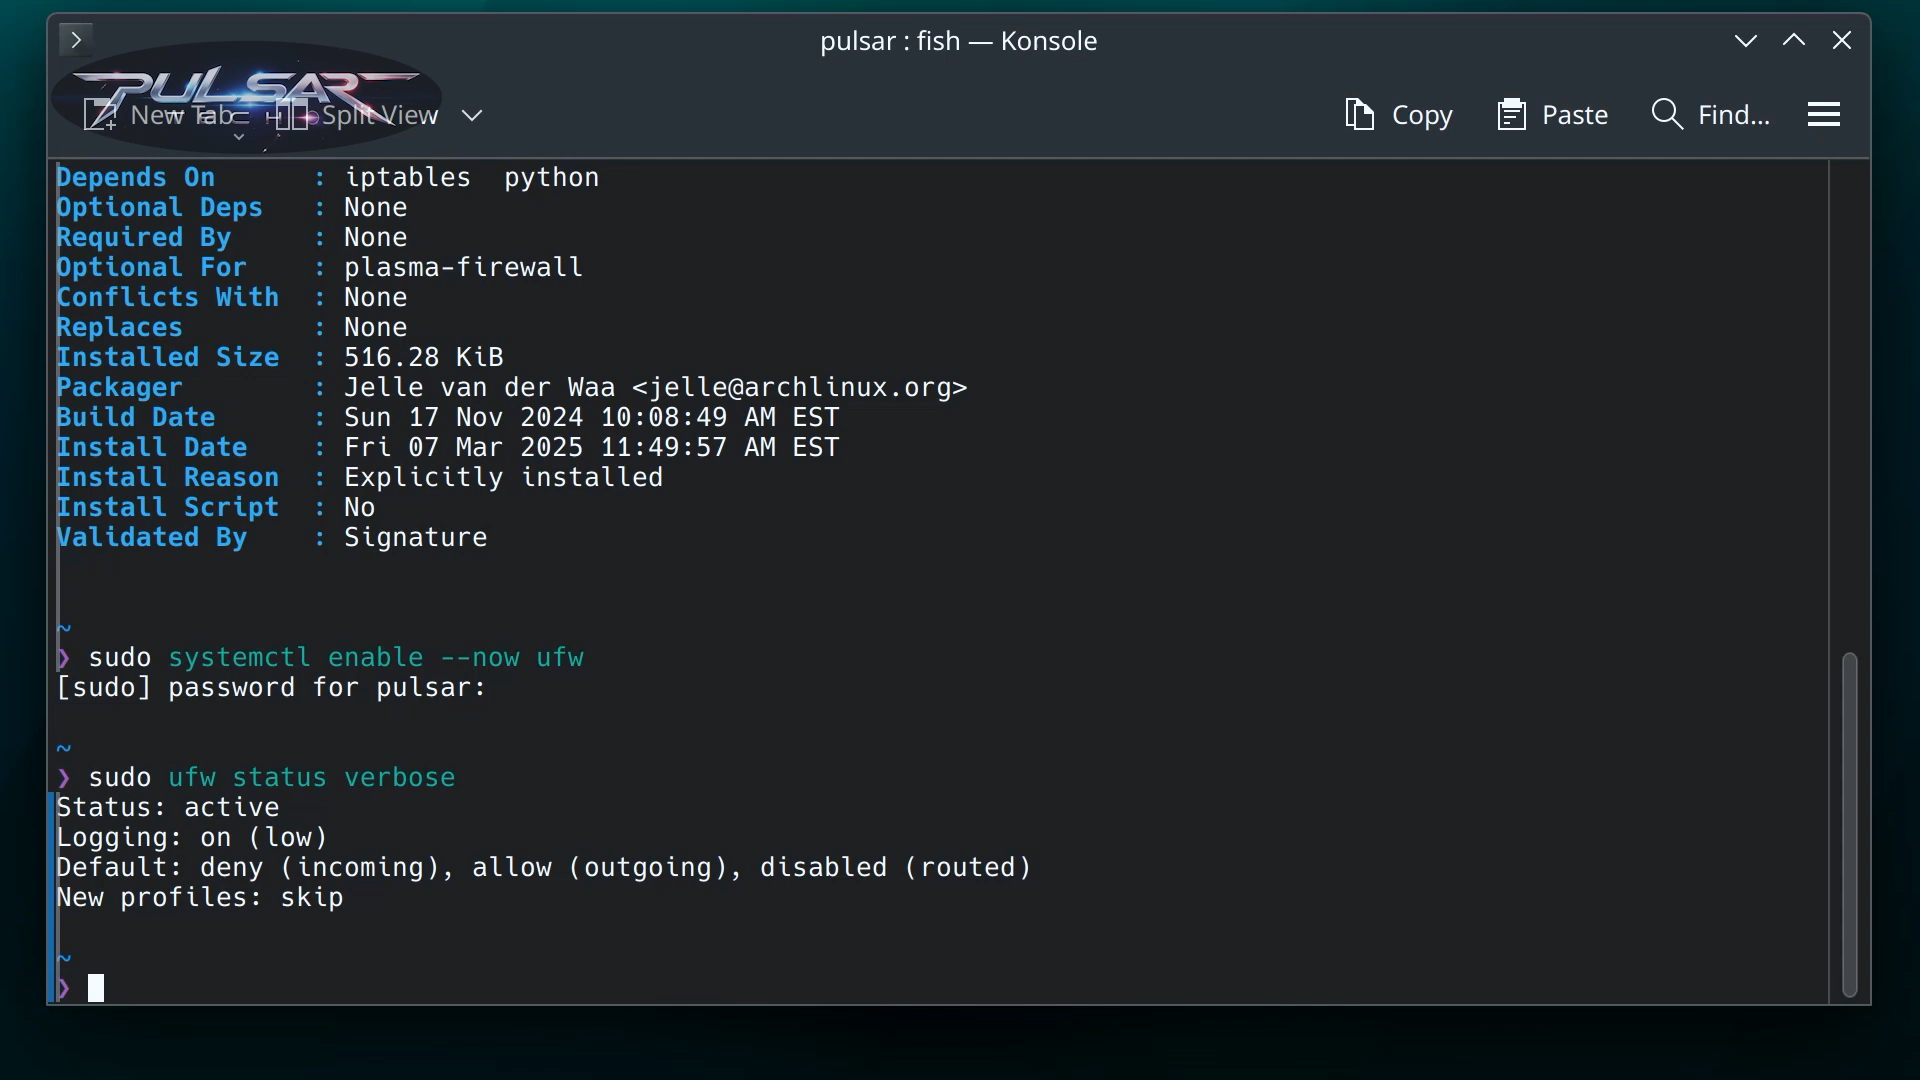 pulsar : fish — Konsole
PULSAR
TECH
New Tab
Split View
Copy
Paste
Find...
Depends On : iptables python
Optional Deps : None
Required By : None
Optional For : plasma-firewall
Conflicts With : None
Replaces : None
Installed Size : 516.28 KiB
Packager : Jelle van der Waa <jelle@archlinux.org>
Build Date : Sun 17 Nov 2024 10:08:49 AM EST
Install Date : Fri 07 Mar 2025 11:49:57 AM EST
Install Reason : Explicitly installed
Install Script : No
Validated By : Signature
~
❯ sudo systemctl enable --now ufw
[sudo] password for pulsar:
~
❯ sudo ufw status verbose
Status: active
Logging: on (low)
Default: deny (incoming), allow (outgoing), disabled (routed)
New profiles: skip
~
❯